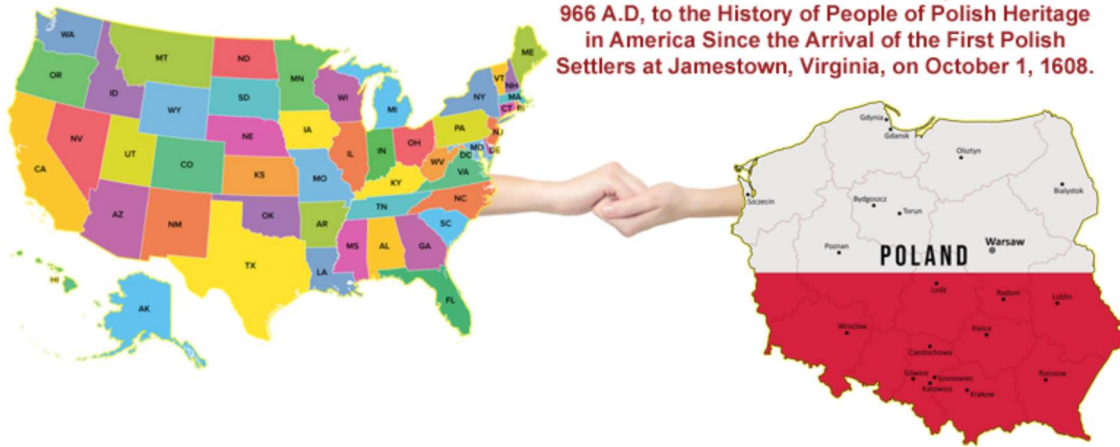 966 A.D, to the History of People of Polish Heritage
in America Since the Arrival of the First Polish
Settlers at Jamestown, Virginia, on October 1, 1608.
WA
OR
CA
NV
ID
MT
WY
UT
CO
AZ
NM
ND
SD
NE
KS
OK
TX
MN
IA
MO
AR
LA
WI
IL
MI
IN
OH
KY
TN
MS
AL
GA
FL
SC
NC
VA
WV
DC
MD
DE
PA
NJ
NY
CT
RI
MA
VT
NH
ME
HI
AK
Gdynia
Gdansk
Olsztyn
Szczecin
Bydgoszcz
Torun
Bialystok
Poznan
POLAND
Warsaw
Lodz
Radom
Lublin
Wroclaw
Kielce
Czestochowa
Gliwice
Sosnowiec
Katowice
Krakow
Rzeszow